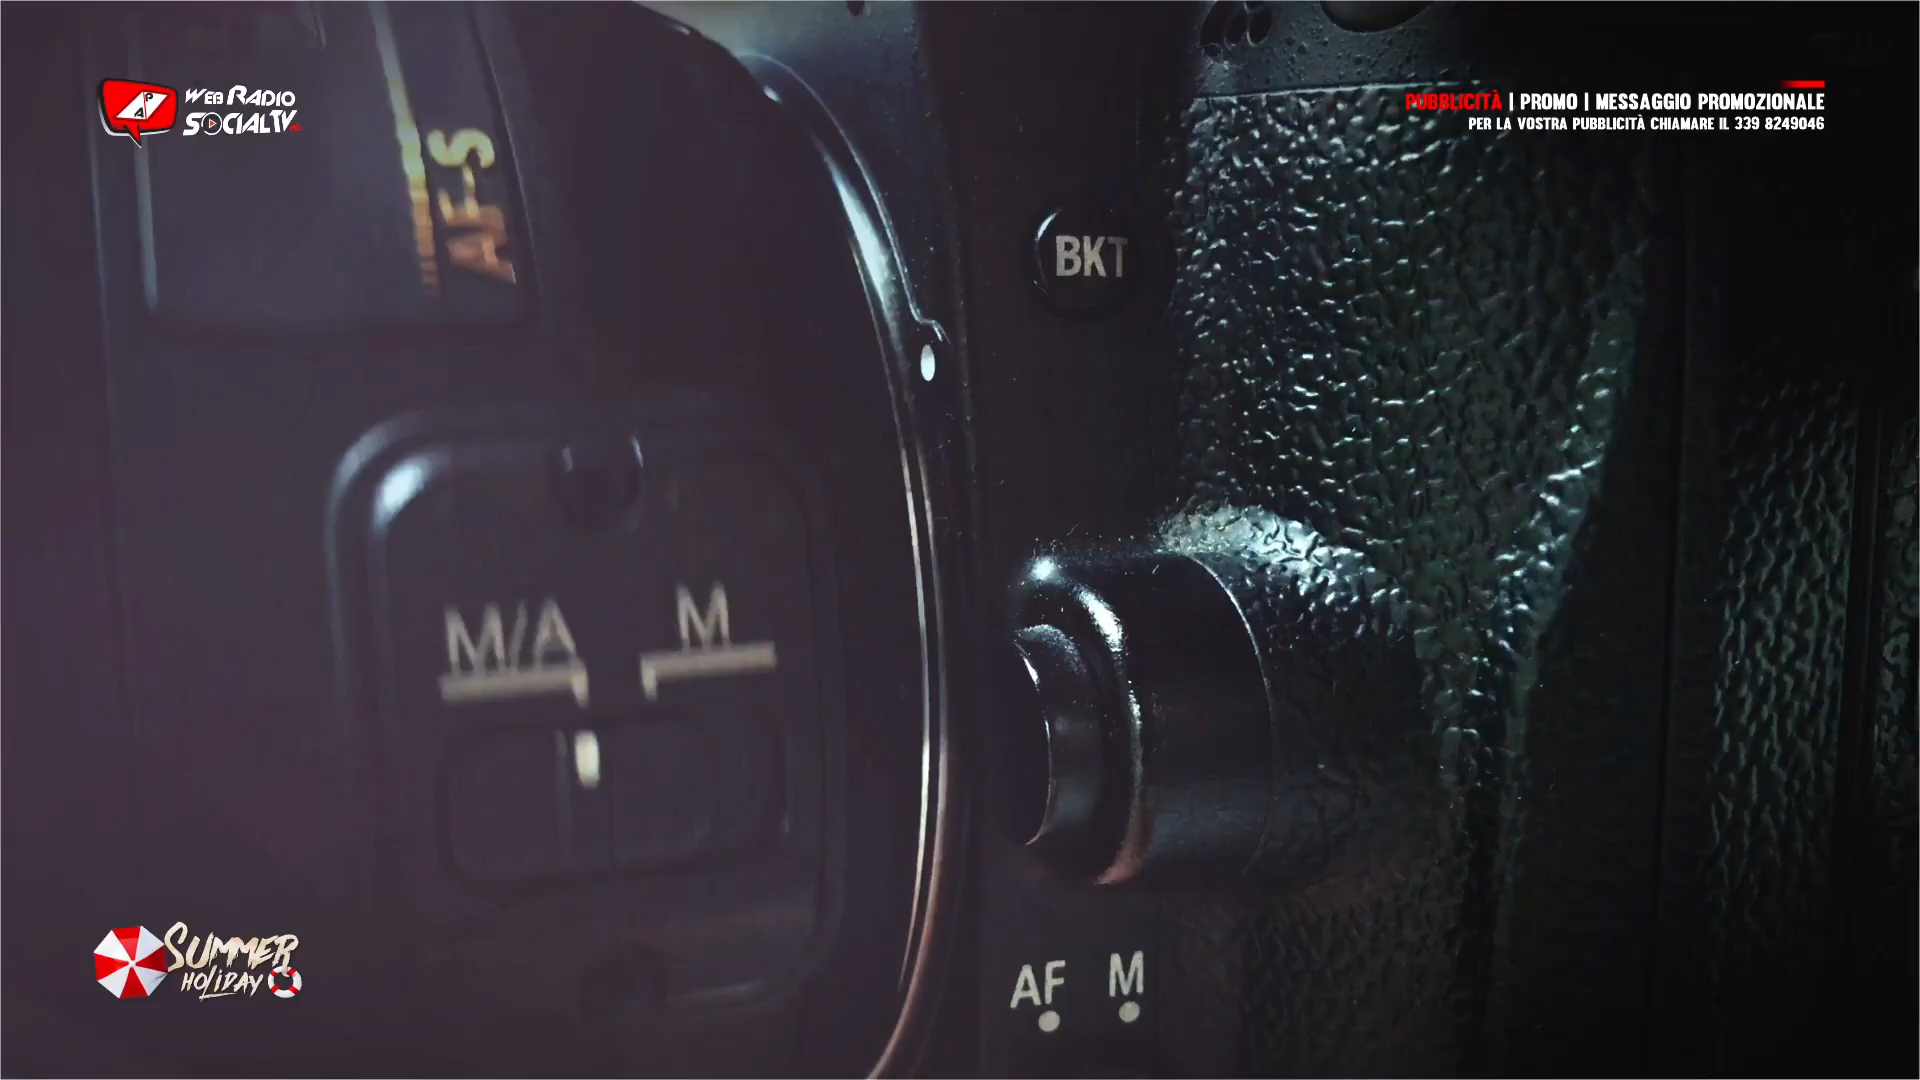 WEB RADIO
SOCIALTV
PUBBLICITÀ | PROMO | MESSAGGIO PROMOZIONALE
PER LA VOSTRA PUBBLICITÀ CHIAMARE IL 339 8249046
AF-S
BKT
M/A M
SUMMER
HOLIDAY
AF M